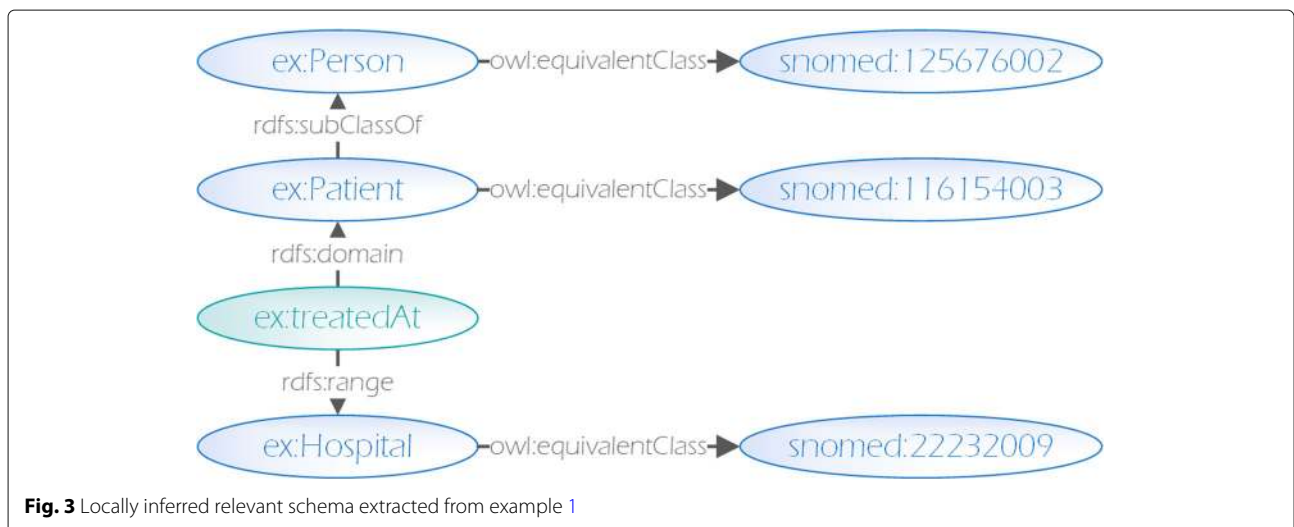 ex:Person owl:equivalentClass snomed:125676002
rdfs:subClassOf
ex:Patient owl:equivalentClass snomed:116154003
rdfs:domain
ex:treatedAt
rdfs:range
ex:Hospital owl:equivalentClass snomed:22232009
Fig. 3 Locally inferred relevant schema extracted from example 1